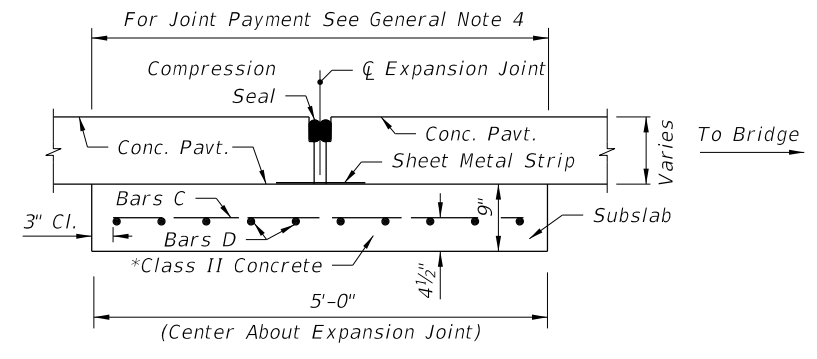 For Joint Payment See General Note 4
Compression
Seal
℄ Expansion Joint
Conc. Pavt.
Conc. Pavt.
Sheet Metal Strip
Varies
To Bridge
Bars C
Bars D
3" Cl.
9"
Subslab
*Class II Concrete
4½"
5'-0"
(Center About Expansion Joint)